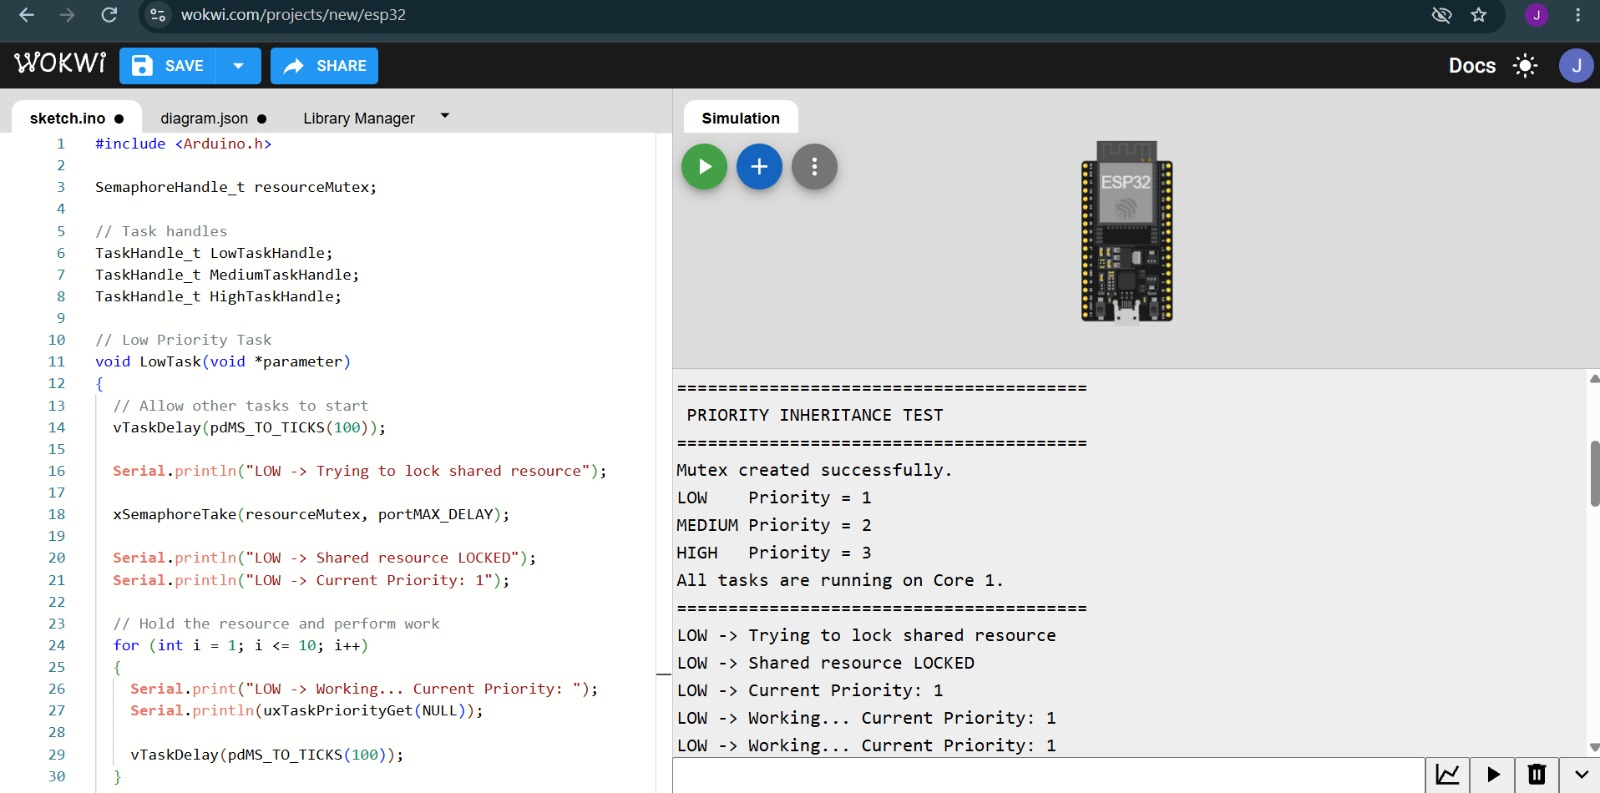 wokwi.com/projects/new/esp32
J
WOKWi
SAVE
SHARE
Docs
J
sketch.ino ●
diagram.json ●
Library Manager
1 #include <Arduino.h>
2
3 SemaphoreHandle_t resourceMutex;
4
5 // Task handles
6 TaskHandle_t LowTaskHandle;
7 TaskHandle_t MediumTaskHandle;
8 TaskHandle_t HighTaskHandle;
9
10 // Low Priority Task
11 void LowTask(void *parameter)
12 {
13 // Allow other tasks to start
14 vTaskDelay(pdMS_TO_TICKS(100));
15
16 Serial.println("LOW -> Trying to lock shared resource");
17
18 xSemaphoreTake(resourceMutex, portMAX_DELAY);
19
20 Serial.println("LOW -> Shared resource LOCKED");
21 Serial.println("LOW -> Current Priority: 1");
22
23 // Hold the resource and perform work
24 for (int i = 1; i <= 10; i++)
25 {
26 Serial.print("LOW -> Working... Current Priority: ");
27 Serial.println(uxTaskPriorityGet(NULL));
28
29 vTaskDelay(pdMS_TO_TICKS(100));
30 }
Simulation
ESP32
========================================
PRIORITY INHERITANCE TEST
========================================
Mutex created successfully.
LOW    Priority = 1
MEDIUM Priority = 2
HIGH   Priority = 3
All tasks are running on Core 1.
========================================
LOW -> Trying to lock shared resource
LOW -> Shared resource LOCKED
LOW -> Current Priority: 1
LOW -> Working... Current Priority: 1
LOW -> Working... Current Priority: 1